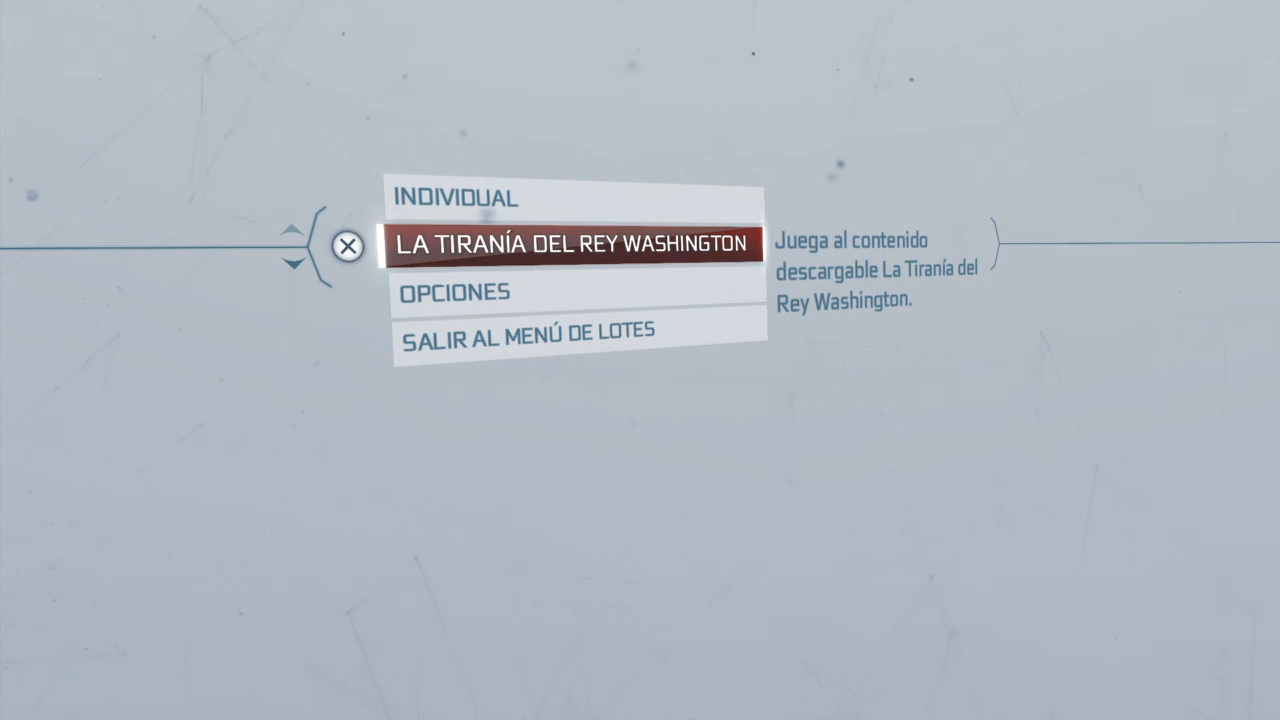 INDIVIDUAL
LA TIRANÍA DEL REY WASHINGTON
OPCIONES
SALIR AL MENÚ DE LOTES
Juega al contenido
descargable La Tiranía del
Rey Washington.